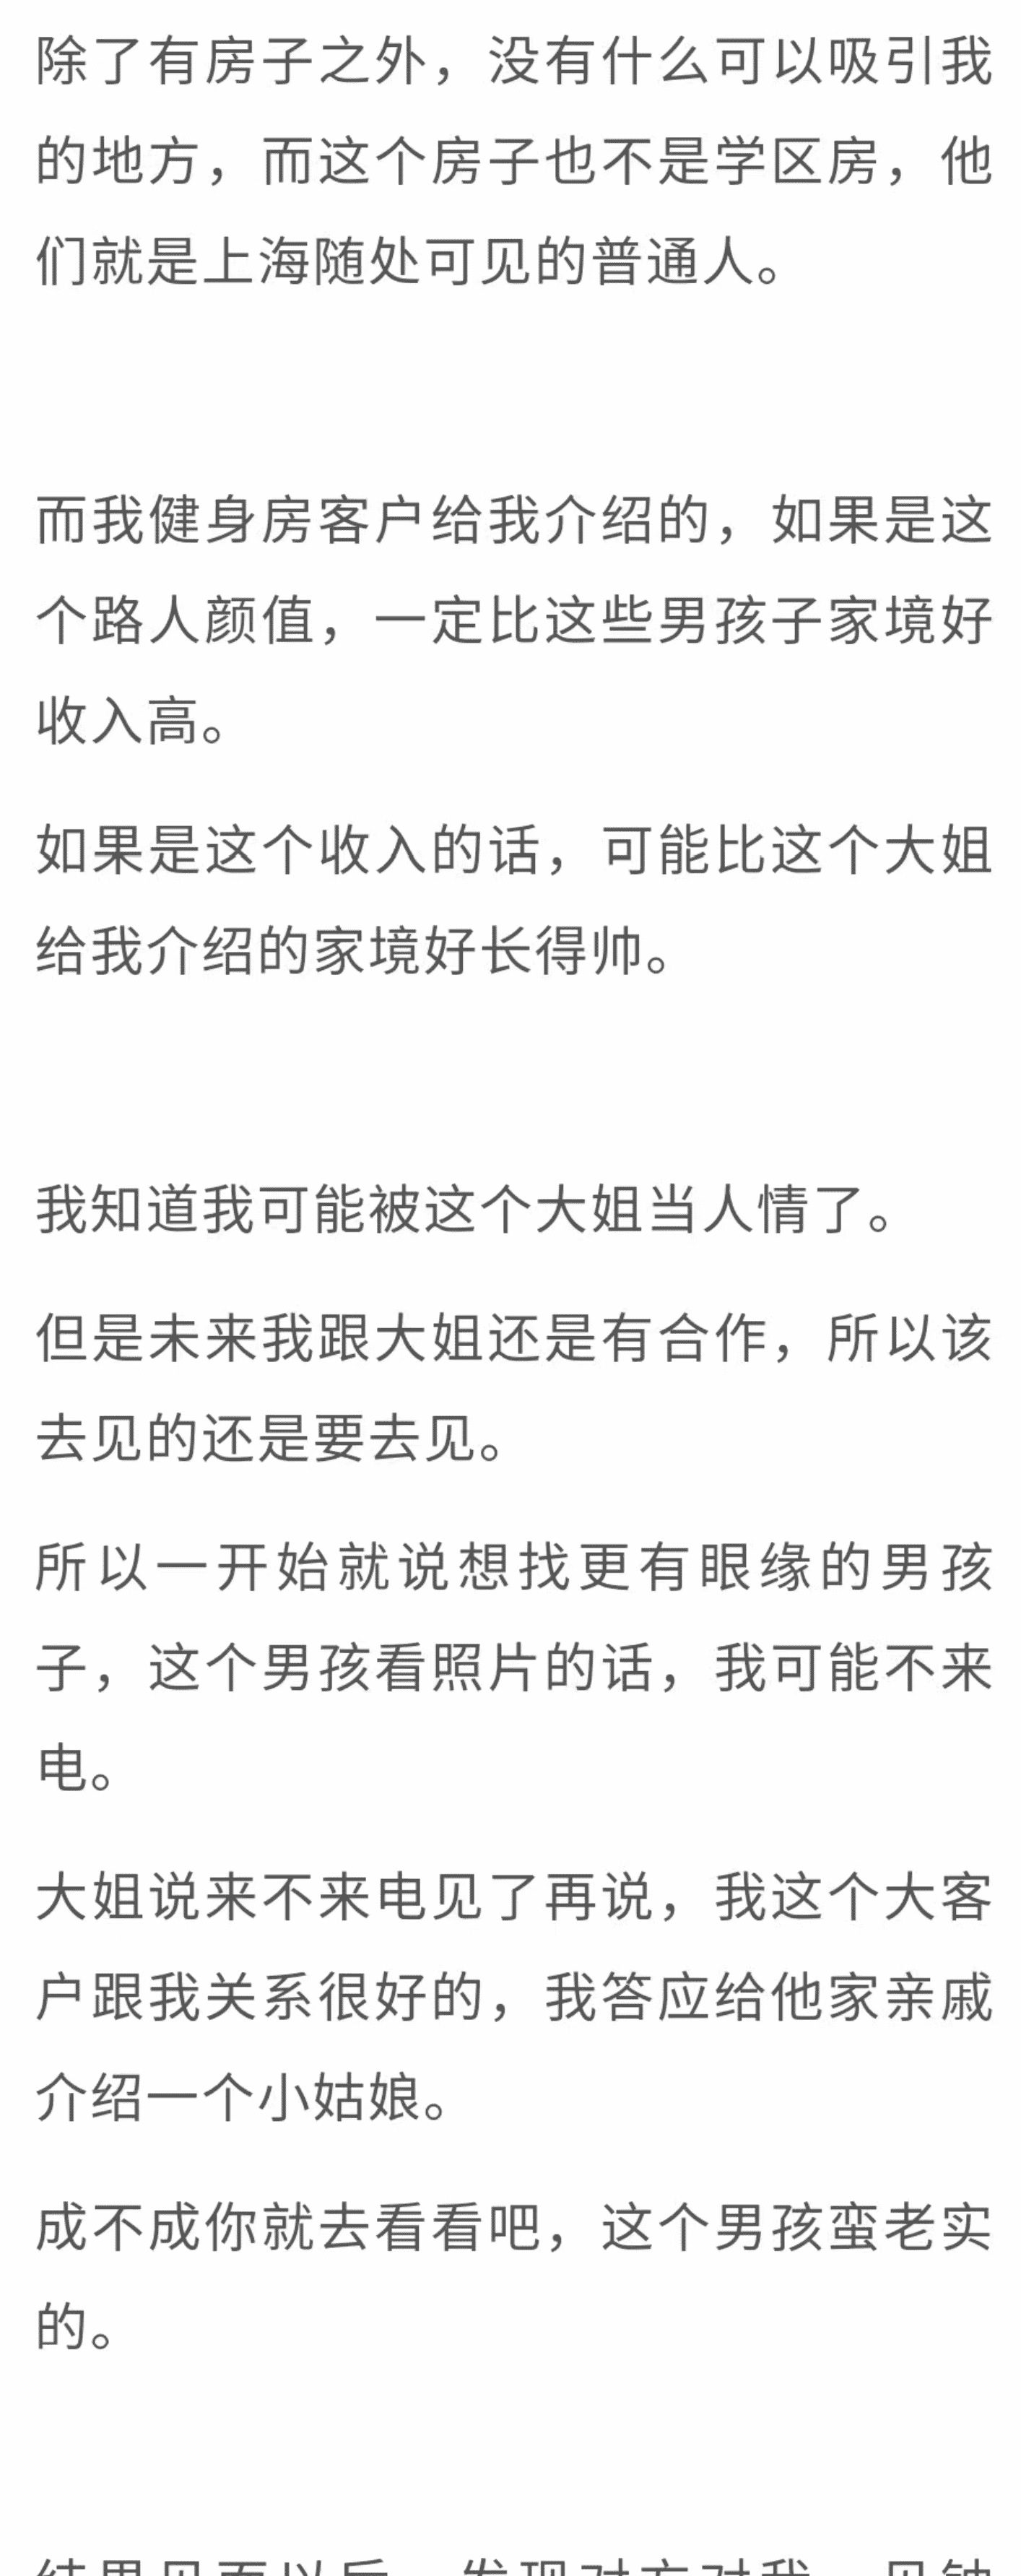 除了有房子之外，没有什么可以吸引我
的地方，而这个房子也不是学区房，他
们就是上海随处可见的普通人。
而我健身房客户给我介绍的，如果是这
个路人颜值，一定比这些男孩子家境好
收入高。
如果是这个收入的话，可能比这个大姐
给我介绍的家境好长得帅。
我知道我可能被这个大姐当人情了。
但是未来我跟大姐还是有合作，所以该
去见的还是要去见。
所以一开始就说想找更有眼缘的男孩
子，这个男孩看照片的话，我可能不来
电。
大姐说来不来电见了再说，我这个大客
户跟我关系很好的，我答应给他家亲戚
介绍一个小姑娘。
成不成你就去看看吧，这个男孩蛮老实
的。